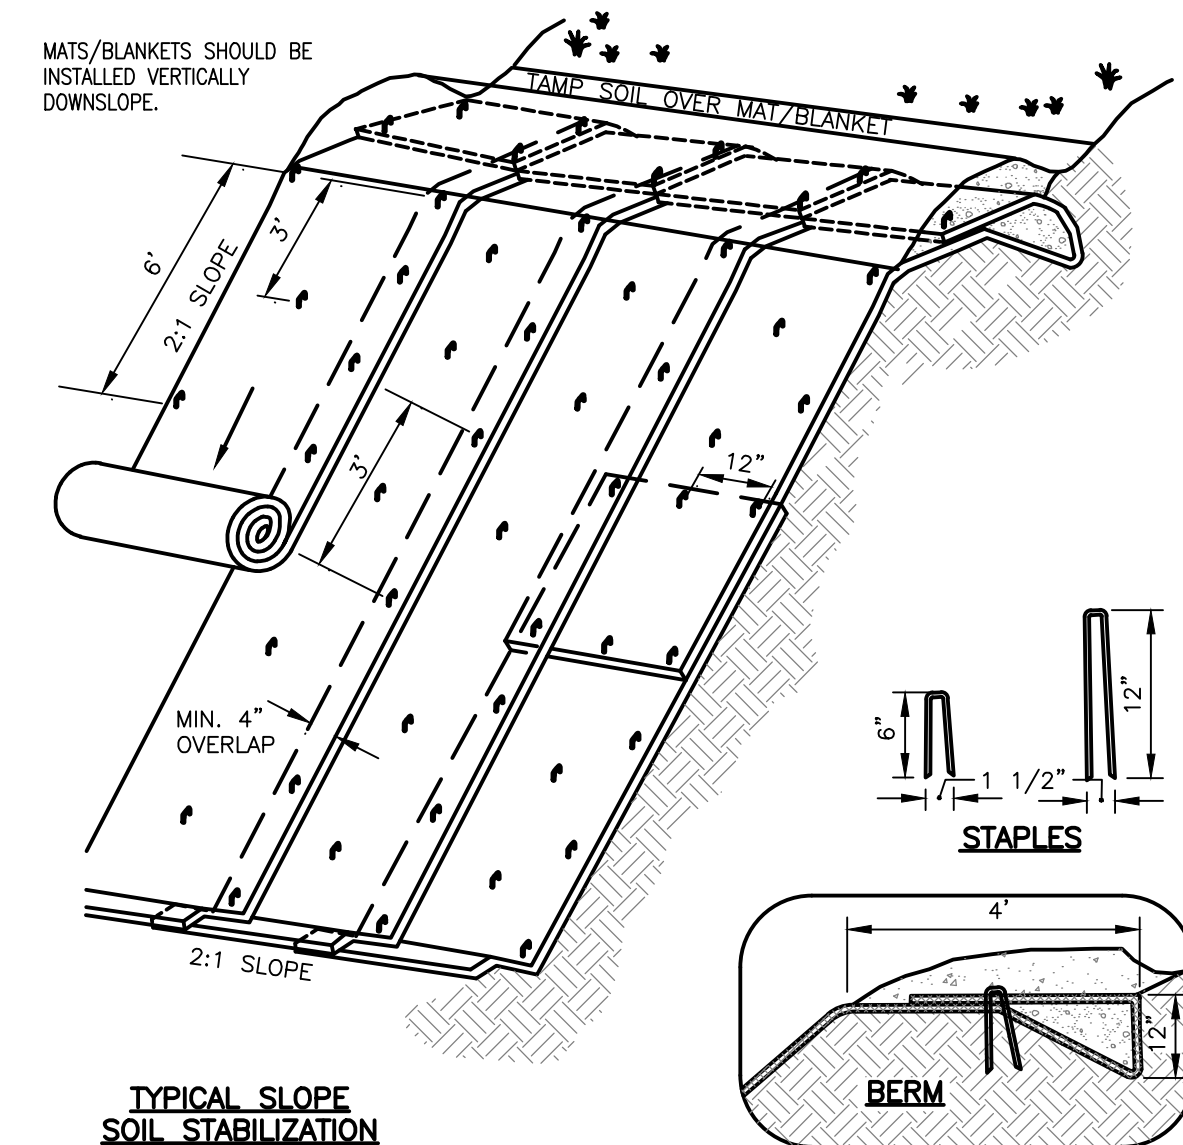 MATS/BLANKETS SHOULD BE
INSTALLED VERTICALLY
DOWNSLOPE.
TAMP SOIL OVER MAT/BLANKET
6'
3'
2:1 SLOPE
3'
12"
MIN. 4"
OVERLAP
2:1 SLOPE
6"
12"
1 1/2"
STAPLES
4'
12"
BERM
TYPICAL SLOPE
SOIL STABILIZATION